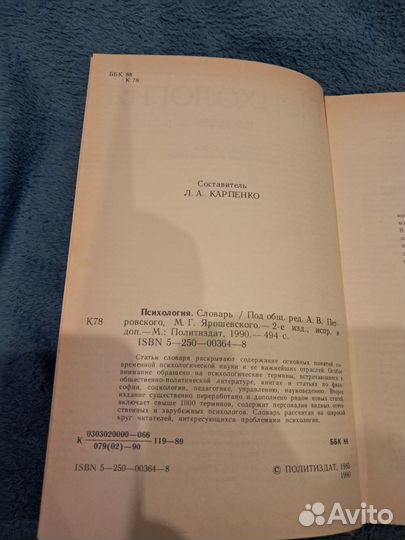 ББК 88
К 78
Составитель
Л. А. КАРПЕНКО
Психология. Словарь / Под общ. ред. А. В. Пет-
К78 ровского, М. Г. Ярошевского.— 2-е изд., испр. и
доп.— М.: Политиздат, 1990.— 494 с.
ISBN 5—250—00364—8
Статьи словаря раскрывают содержание основных понятий со-
временной психологической науки и ее важнейших отраслей. Особое
внимание обращено на психологические термины, встречающиеся в
общественно-политической литературе, книгах и статьях по фило-
софии, социологии, педагогике, управлению, науковедению. Второе
издание существенно переработано и дополнено рядом новых статей,
включает свыше 1000 терминов, содержит персоналии видных отече-
ственных и зарубежных психологов. Словарь рассчитан на широкий
круг читателей, интересующихся проблемами психологии.
К 0303020000—066
079(02)—90 119—89 ББК 88
ISBN 5—250—00364—8 © ПОЛИТИЗДАТ, 1985
1990
Avito